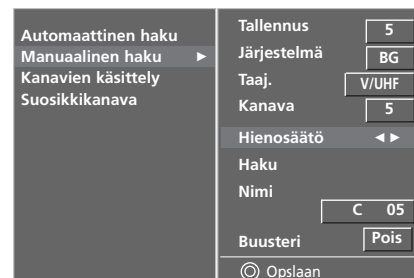 Automaattinen haku
Manuaalinen haku ►
Kanavien käsittely
Suosikkikanava
Tallennus 5
Järjestelmä BG
Taaj. V/UHF
Kanava 5
Hienosäätö ◄►
Haku
Nimi
C 05
Buusteri Pois
Opslaan